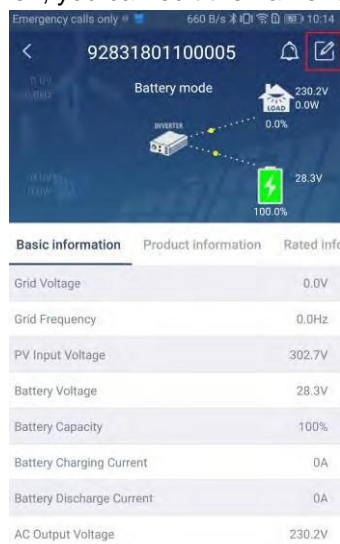 Emergency calls only
660 B/s 10:14
92831801100005
Battery mode
230.2V
LOAD 0.0W
INVERTER
0.0%
28.3V
100.0%
Basic information Product information Rated info
Grid Voltage 0.0V
Grid Frequency 0.0Hz
PV Input Voltage 302.7V
Battery Voltage 28.3V
Battery Capacity 100%
Battery Charging Current 0A
Battery Discharge Current 0A
AC Output Voltage 230.2V